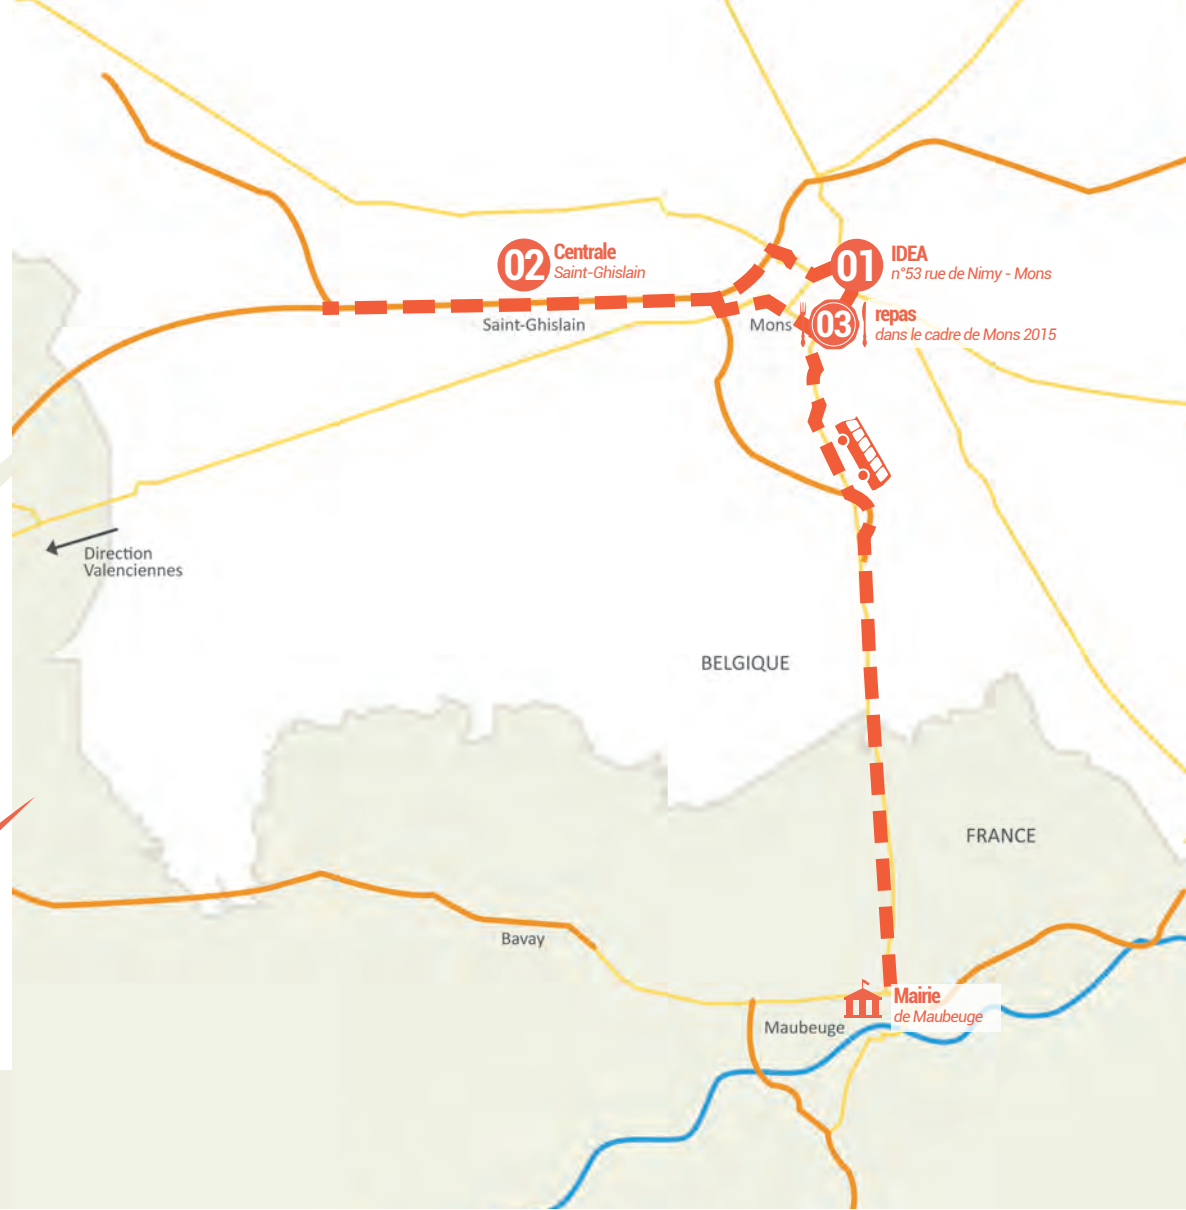 02
Centrale
Saint-Ghislain
01
IDEA
n°53 rue de Nimy - Mons
Saint-Ghislain
Mons
03
repas
dans le cadre de Mons 2015
Direction
Valenciennes
BELGIQUE
FRANCE
Bavay
Mairie
de Maubeuge
Maubeuge